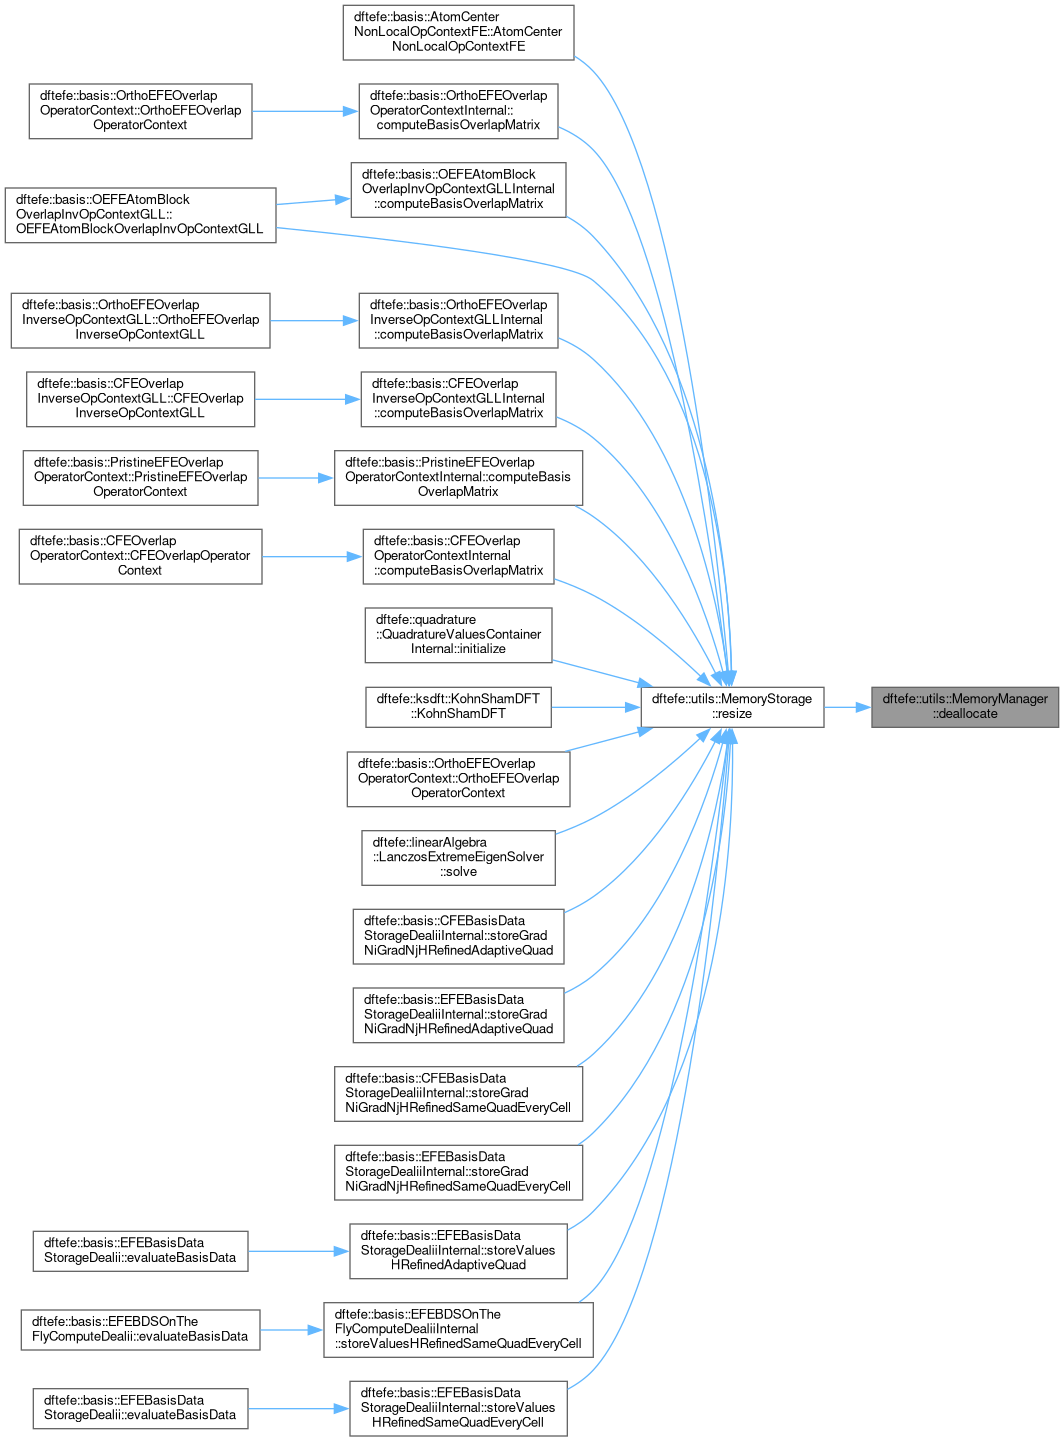 dftefe::basis::AtomCenter
NonLocalOpContextFE::AtomCenter
NonLocalOpContextFE
dftefe::basis::OrthoEFEOverlap
OperatorContext::OrthoEFEOverlap
OperatorContext
dftefe::basis::OrthoEFEOverlap
OperatorContextInternal::
computeBasisOverlapMatrix
dftefe::basis::OEFEAtomBlock
OverlapInvOpContextGLLInternal
::computeBasisOverlapMatrix
dftefe::basis::OEFEAtomBlock
OverlapInvOpContextGLL::
OEFEAtomBlockOverlapInvOpContextGLL
dftefe::basis::OrthoEFEOverlap
InverseOpContextGLL::OrthoEFEOverlap
InverseOpContextGLL
dftefe::basis::OrthoEFEOverlap
InverseOpContextGLLInternal
::computeBasisOverlapMatrix
dftefe::basis::CFEOverlap
InverseOpContextGLL::CFEOverlap
InverseOpContextGLL
dftefe::basis::CFEOverlap
InverseOpContextGLLInternal
::computeBasisOverlapMatrix
dftefe::basis::PristineEFEOverlap
OperatorContext::PristineEFEOverlap
OperatorContext
dftefe::basis::PristineEFEOverlap
OperatorContextInternal::computeBasis
OverlapMatrix
dftefe::basis::CFEOverlap
OperatorContext::CFEOverlapOperator
Context
dftefe::basis::CFEOverlap
OperatorContextInternal
::computeBasisOverlapMatrix
dftefe::quadrature
::QuadratureValuesContainer
Internal::initialize
dftefe::ksdft::KohnShamDFT
::KohnShamDFT
dftefe::utils::MemoryStorage
::resize
dftefe::utils::MemoryManager
::deallocate
dftefe::basis::OrthoEFEOverlap
OperatorContext::OrthoEFEOverlap
OperatorContext
dftefe::linearAlgebra
::LanczosExtremeEigenSolver
::solve
dftefe::basis::CFEBasisData
StorageDealiiInternal::storeGrad
NiGradNjHRefinedAdaptiveQuad
dftefe::basis::EFEBasisData
StorageDealiiInternal::storeGrad
NiGradNjHRefinedAdaptiveQuad
dftefe::basis::CFEBasisData
StorageDealiiInternal::storeGrad
NiGradNjHRefinedSameQuadEveryCell
dftefe::basis::EFEBasisData
StorageDealiiInternal::storeGrad
NiGradNjHRefinedSameQuadEveryCell
dftefe::basis::EFEBasisData
StorageDealii::evaluateBasisData
dftefe::basis::EFEBasisData
StorageDealiiInternal::storeValues
HRefinedAdaptiveQuad
dftefe::basis::EFEBDSOnThe
FlyComputeDealii::evaluateBasisData
dftefe::basis::EFEBDSOnThe
FlyComputeDealiiInternal
::storeValuesHRefinedSameQuadEveryCell
dftefe::basis::EFEBasisData
StorageDealii::evaluateBasisData
dftefe::basis::EFEBasisData
StorageDealiiInternal::storeValues
HRefinedSameQuadEveryCell